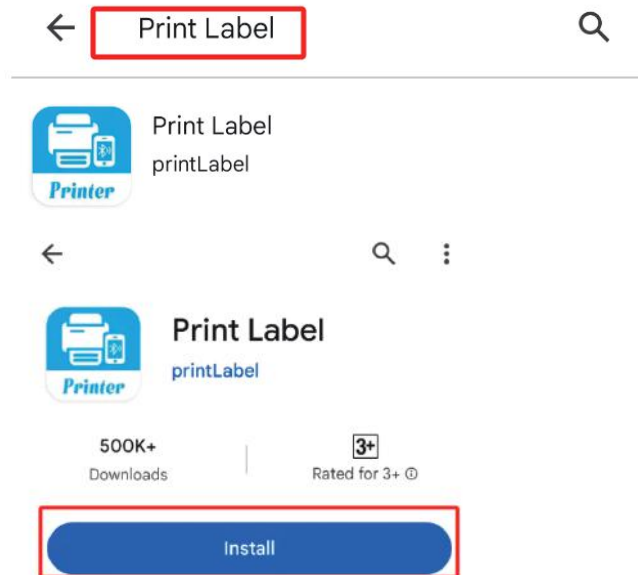 Print Label
Print Label
printLabel
Printer
Print Label
printLabel
Printer
500K+
3+
Downloads
Rated for 3+
Install